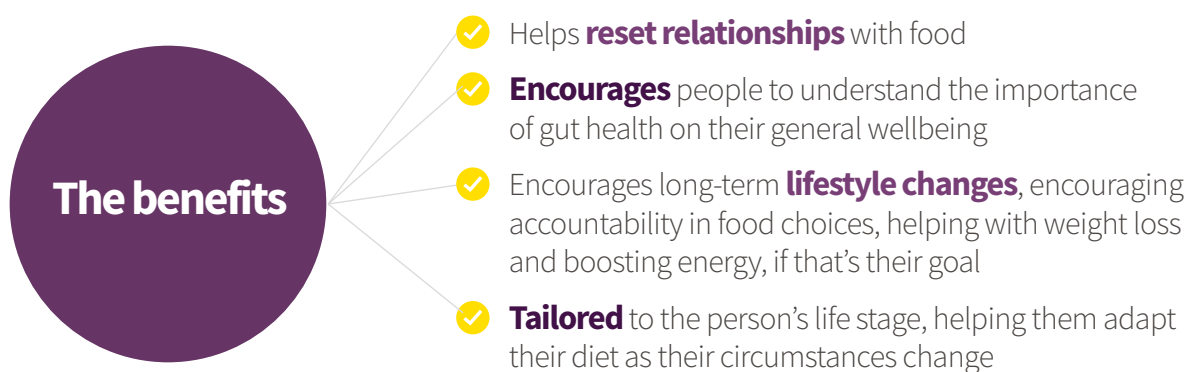 The benefits
Helps reset relationships with food
Encourages people to understand the importance
of gut health on their general wellbeing
Encourages long-term lifestyle changes, encouraging
accountability in food choices, helping with weight loss
and boosting energy, if that’s their goal
Tailored to the person’s life stage, helping them adapt
their diet as their circumstances change